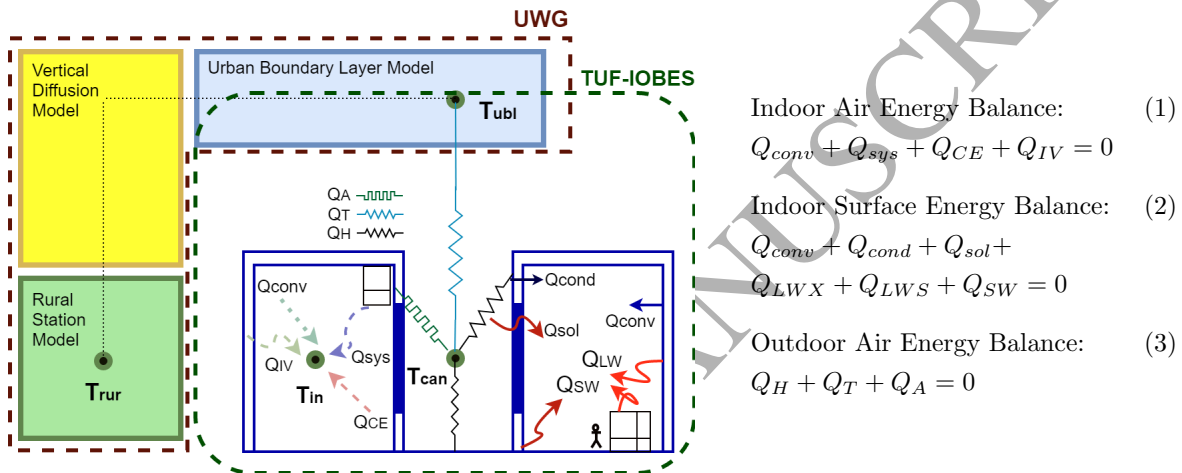 UWG
Vertical
Diffusion
Model
Urban Boundary Layer Model
TUF-IOBES
Tubl
QA
QT
QH
Rural
Station
Model
Trur
Qconv
QIV
Qsys
Tin
QCE
Tcan
Qcond
Qsol
Qconv
QLW
QSW
Indoor Air Energy Balance: (1)
Qconv + Qsys + QCE + QIV = 0
Indoor Surface Energy Balance: (2)
Qconv + Qcond + Qsol+
QLWX + QLWS + QSW = 0
Outdoor Air Energy Balance: (3)
QH + QT + QA = 0